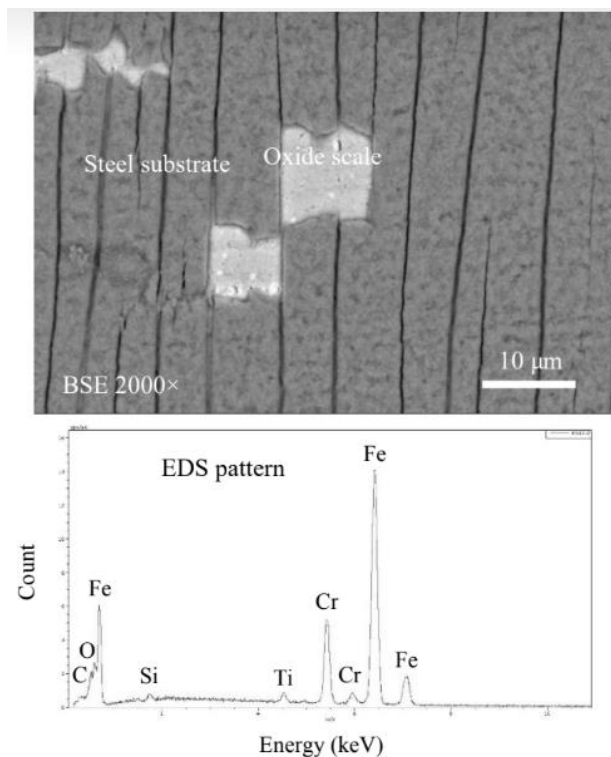 Steel substrate
Oxide scale
10 μm
BSE 2000×
EDS pattern
Fe
Fe
Cr
O
C
Si
Ti
Cr
Fe
Count
Energy (keV)